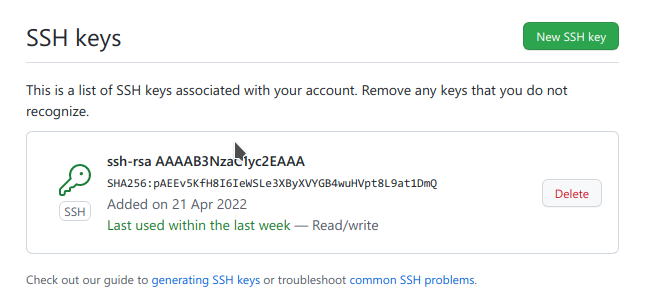 SSH keys
New SSH key
This is a list of SSH keys associated with your account. Remove any keys that you do not
recognize.
ssh-rsa AAAAB3NzaC1yc2EAAA
SHA256:pAEEv5KfH8I6IeWSLe3XByXVYGB4wuHVpt8L9at1DmQ
Added on 21 Apr 2022
Last used within the last week — Read/write
SSH
Delete
Check out our guide to generating SSH keys or troubleshoot common SSH problems.